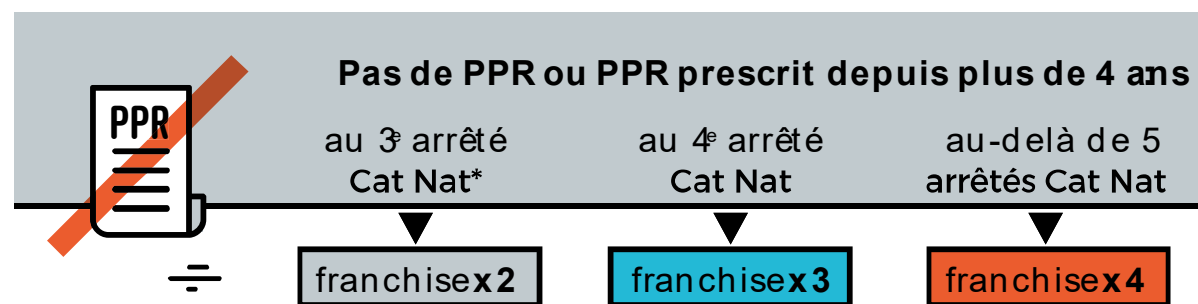 Pas de PPR ou PPR prescrit depuis plus de 4 ans
PPR
au 3e arrêté au 4e arrêté au-delà de 5
Cat Nat* Cat Nat arrêtés Cat Nat
franchise x2 franchise x3 franchise x4